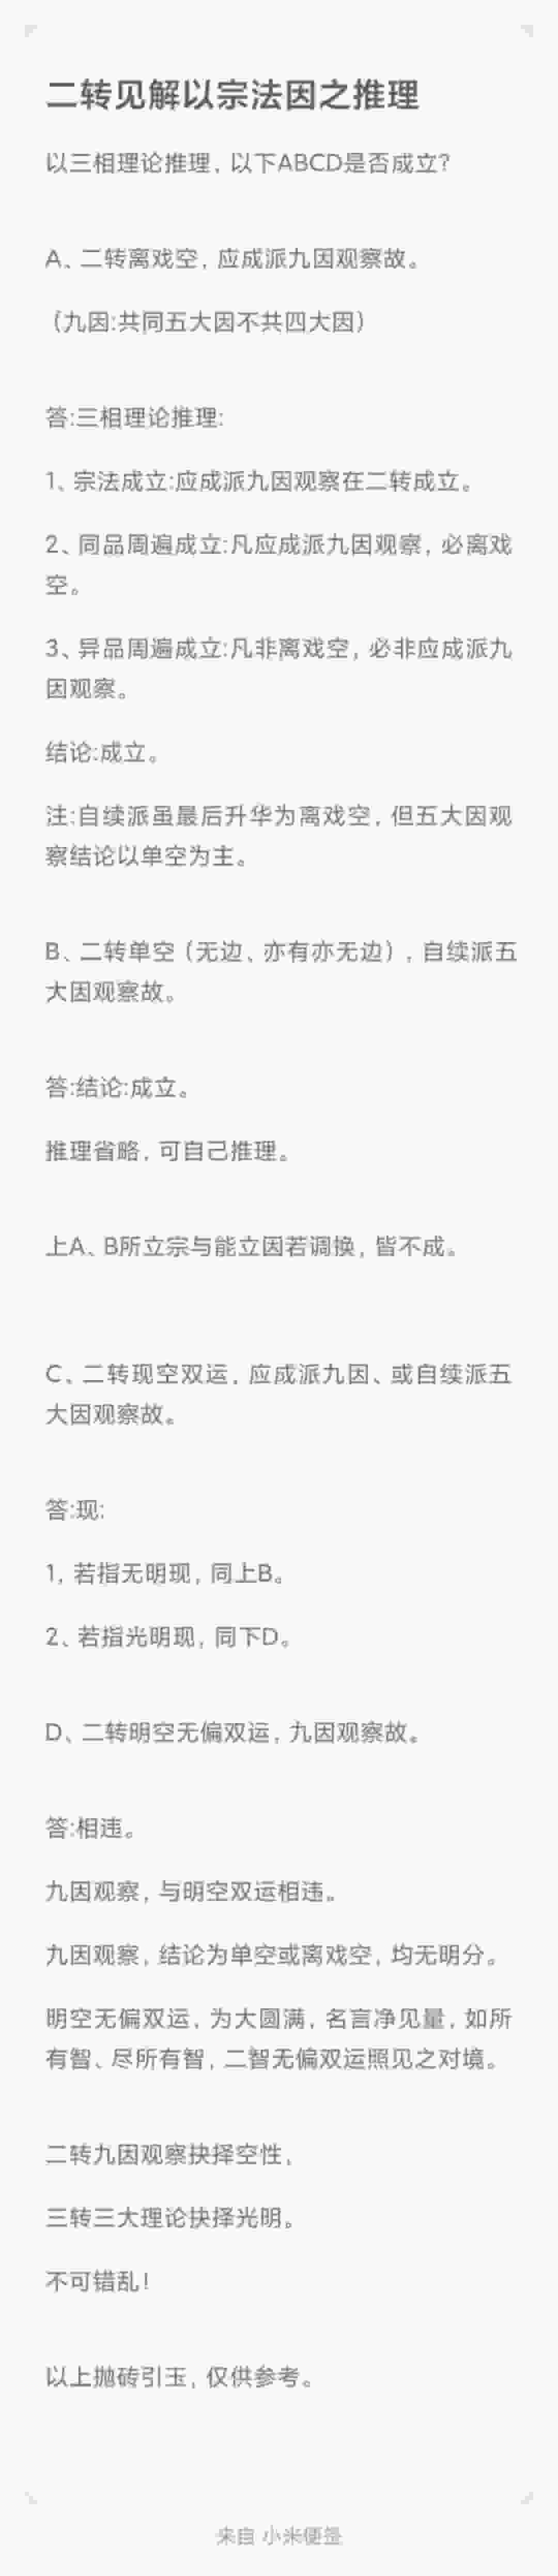 二转见解以宗法因之推理
以三相理论推理，以下ABCD是否成立？
A、二转离戏空，应成派九因观察故。
（九因:共同五大因不共四大因）
答:三相理论推理:
1、宗法成立:应成派九因观察在二转成立。
2、同品周遍成立:凡应成派九因观察，必离戏
空。
3、异品周遍成立:凡非离戏空，必非应成派九
因观察。
结论:成立。
注:自续派虽最后升华为离戏空，但五大因观
察结论以单空为主。
B、二转单空（无边、亦有亦无边），自续派五
大因观察故。
答:结论:成立。
推理省略，可自己推理。
上A、B所立宗与能立因若调换，皆不成。
C、二转现空双运，应成派九因、或自续派五
大因观察故。
答:现:
1，若指无明现，同上B。
2、若指光明现，同下D。
D、二转明空无偏双运，九因观察故。
答:相违。
九因观察，与明空双运相违。
九因观察，结论为单空或离戏空，均无明分。
明空无偏双运，为大圆满，名言净见量，如所
有智、尽所有智，二智无偏双运照见之对境。
二转九因观察抉择空性，
三转三大理论抉择光明。
不可错乱！
以上抛砖引玉，仅供参考。
来自 小米便签